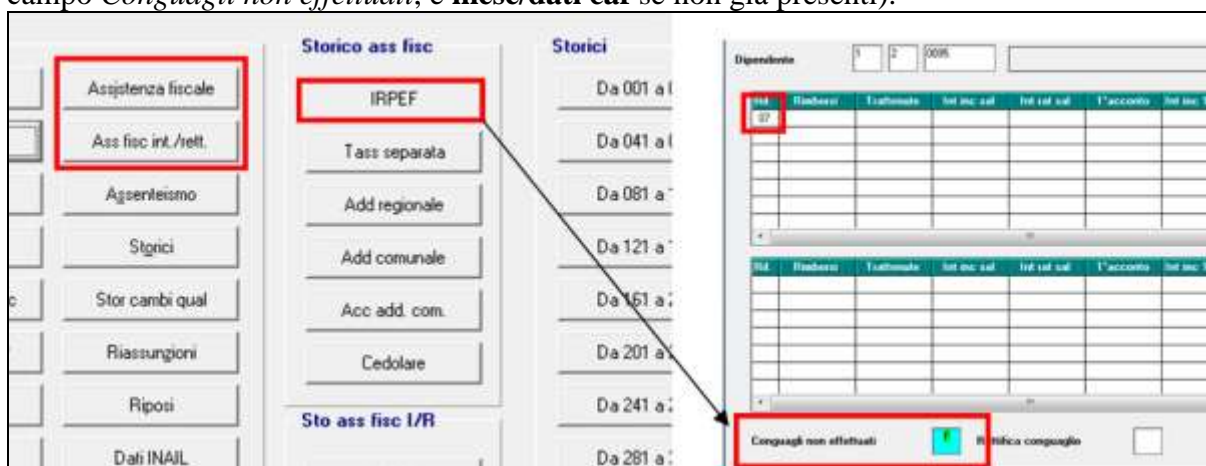 campo Conguagli non effettuati, e mese/dati caf se non già presenti).
Assistenza fiscale
Ass fisc int./rett.
Assenteismo
Storici
Stor cambi qual
Riassunzioni
Riposi
Dati INAIL
Storico ass fisc
IRPEF
Tass separata
Add regionale
Add comunale
Acc add. com.
Cedolare
Sto ass fisc I/R
Storici
Da 001 a
Da 041 a
Da 081 a
Da 121 a
Da 161 a 2
Da 201 a
Da 241 a 2
Da 281 a
Dipendente 1 2 0095
Rimborsi Trattenute Int inc sal Int rat sal 1°acconto Int inc
07
Rimborsi Trattenute Int inc sal Int rat sal 1°acconto Int inc
Conguagli non effettuati Rettifica conguaglio